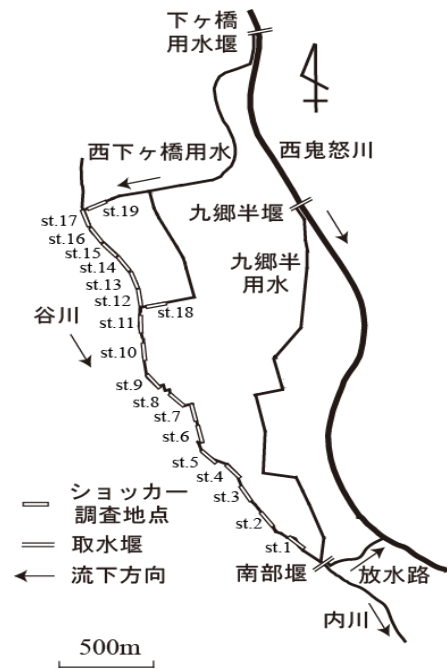 下ヶ橋
用水堰
西下ヶ橋用水
西鬼怒川
st.19
九郷半堰
st.17
st.16
九郷半
用水
st.15
st.14
st.13
st.12
st.18
谷川
st.11
st.10
st.9
st.8
st.7
st.6
st.5
st.4
st.3
st.2
st.1
ショッカー
調査地点
取水堰
流下方向
南部堰
放水路
内川
500m